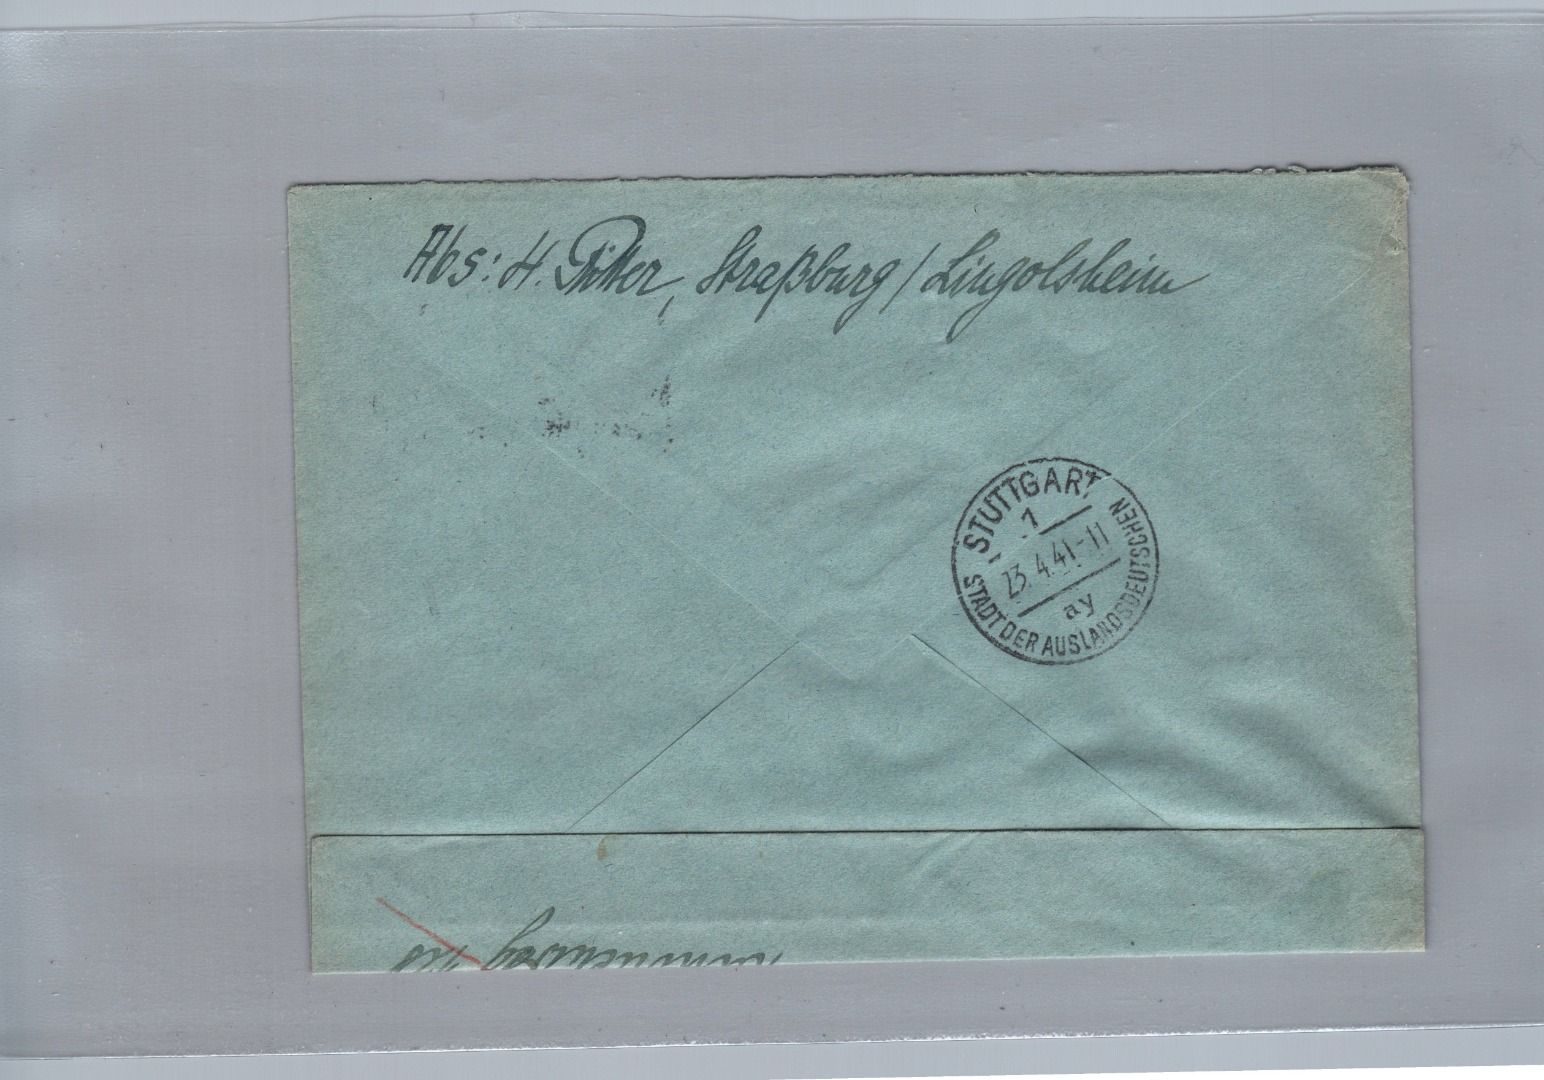 Abs: H. Ritter, Straßburg / Lingolsheim
STUTTGART
1
23.4.41-11
ay
STADT DER AUSLANDSDEUTSCHEN